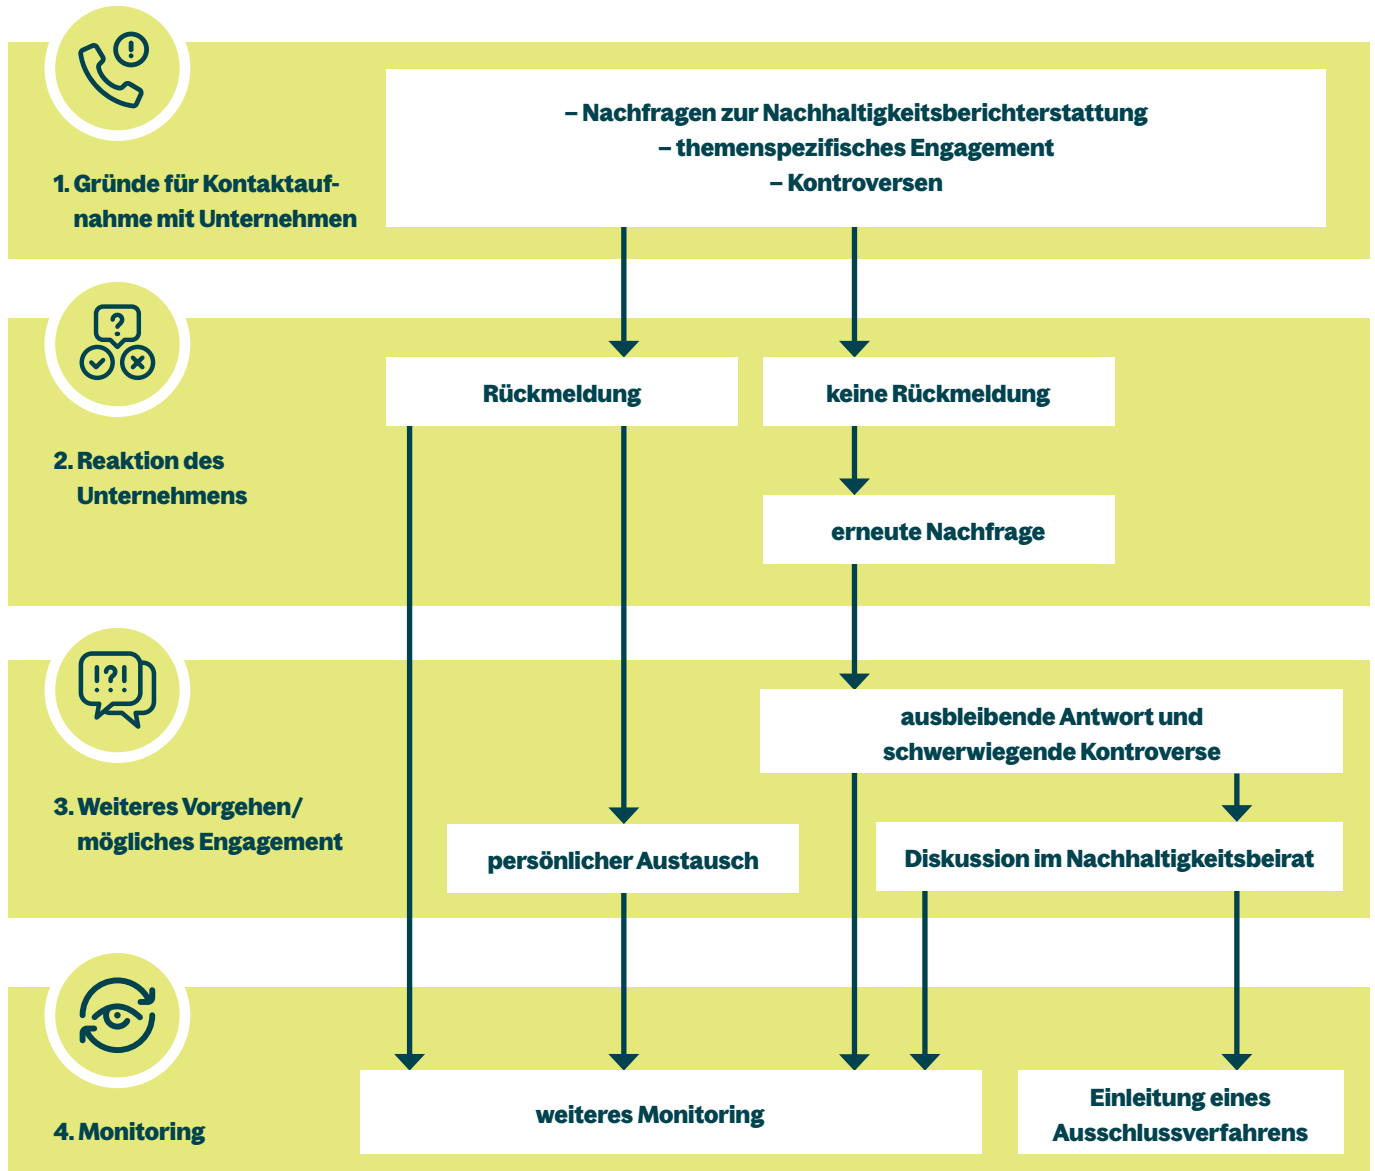 1. Gründe für Kontaktauf-
nahme mit Unternehmen
– Nachfragen zur Nachhaltigkeitsberichterstattung
– themenspezifisches Engagement
– Kontroversen
2. Reaktion des
Unternehmens
Rückmeldung
keine Rückmeldung
erneute Nachfrage
3. Weiteres Vorgehen/
mögliches Engagement
ausbleibende Antwort und
schwerwiegende Kontroverse
persönlicher Austausch
Diskussion im Nachhaltigkeitsbeirat
4. Monitoring
weiteres Monitoring
Einleitung eines
Ausschlussverfahrens